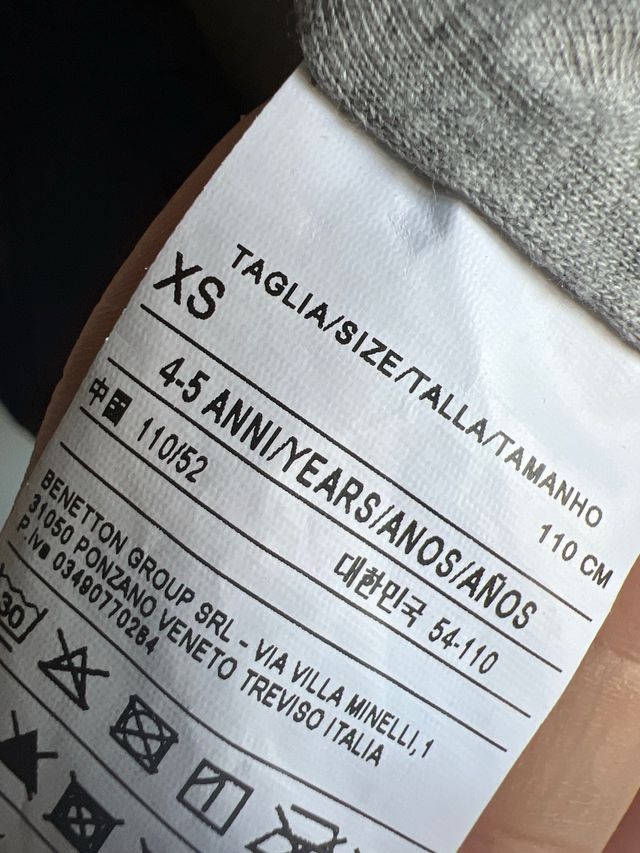 TAGLIA/SIZE/TALLA/TAMANHO
XS 110 CM
4-5 ANNI/YEARS/ANOS/AÑOS
中国 110/52 대한민국 54-110
BENETTON GROUP SRL - VIA VILLA MINELLI,1
31050 PONZANO VENETO TREVISO ITALIA
P.Iva 03490770264
30